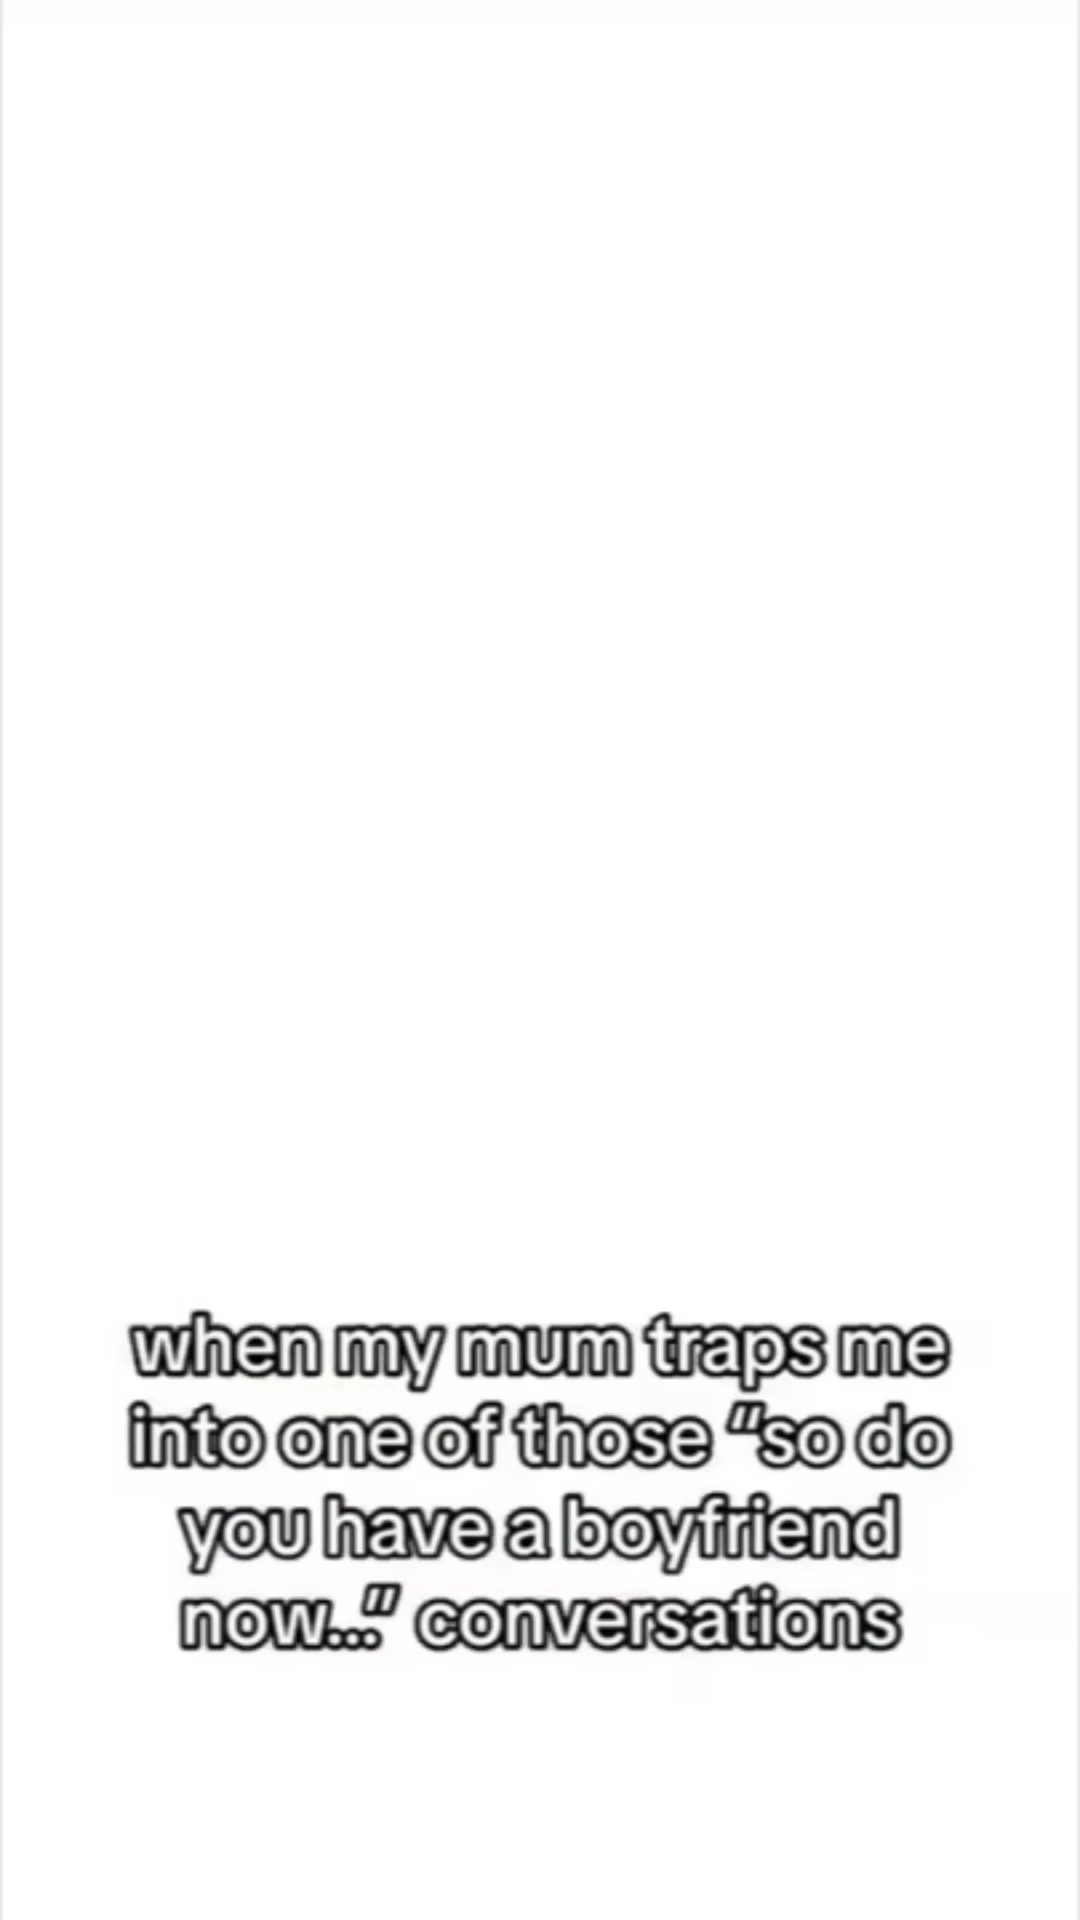 when my mum traps me
into one of those “so do
you have a boyfriend
now...” conversations